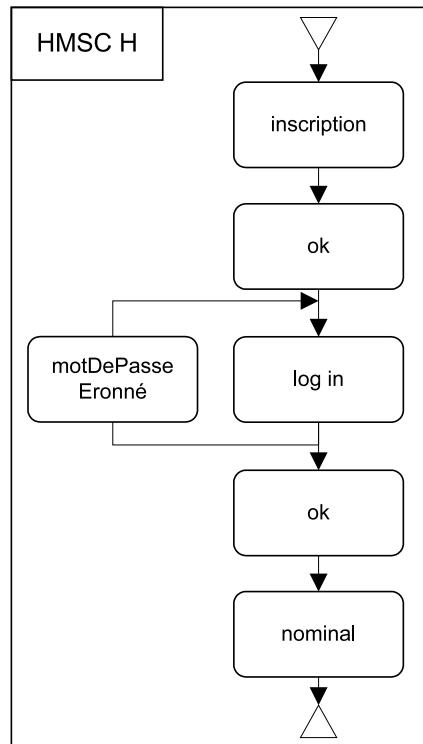 HMSC H
inscription
ok
motDePasse
Eronné
log in
ok
nominal